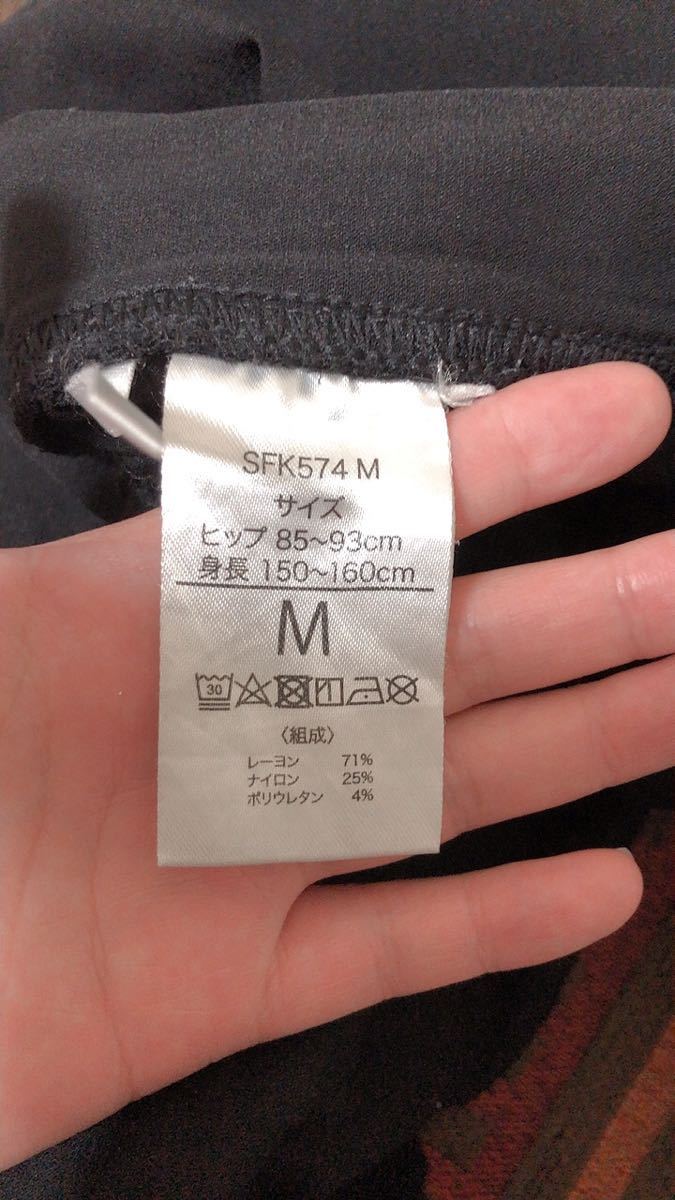 SFK574 M
サイズ
ヒップ 85~93cm
身長 150~160cm
M
30
〈組成〉
レーヨン 71%
ナイロン 25%
ポリウレタン 4%